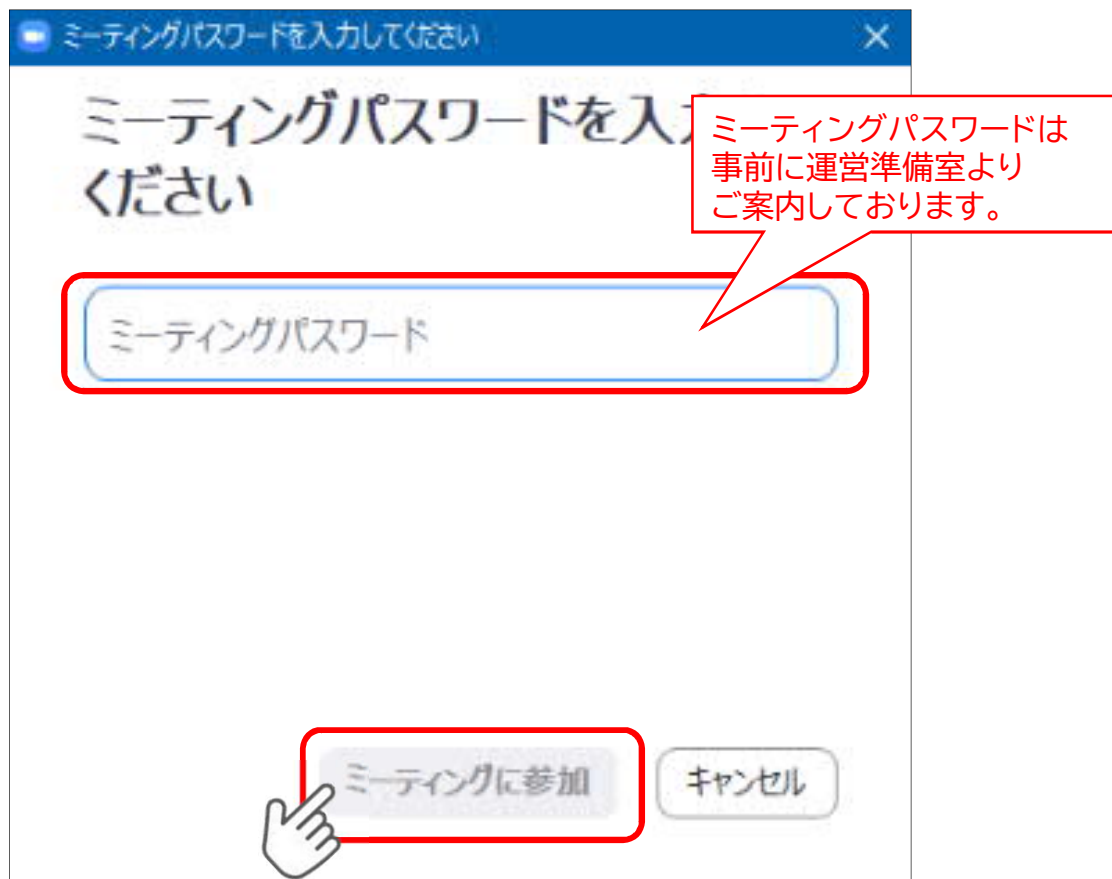 ミーティングパスワードを入力してください
ミーティングパスワードを入
ください
ミーティングパスワードは
事前に運営準備室より
ご案内しております。
ミーティングパスワード
ミーティングに参加
キャンセル